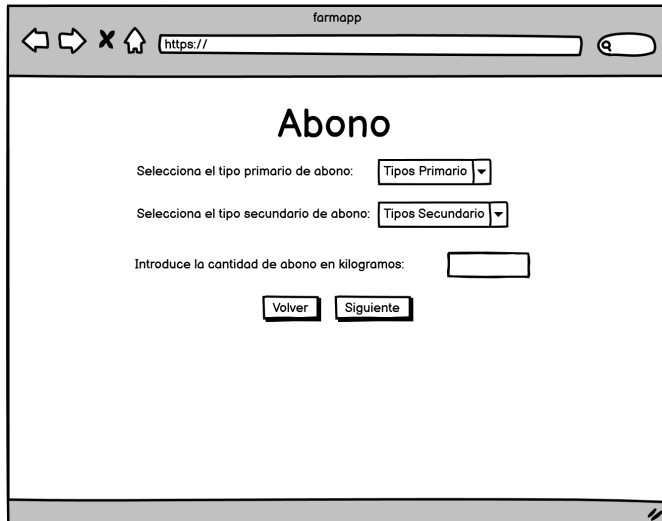 farmapp
https://
Abono
Selecciona el tipo primario de abono: Tipos Primario
Selecciona el tipo secundario de abono: Tipos Secundario
Introduce la cantidad de abono en kilogramos:
Volver Siguiente